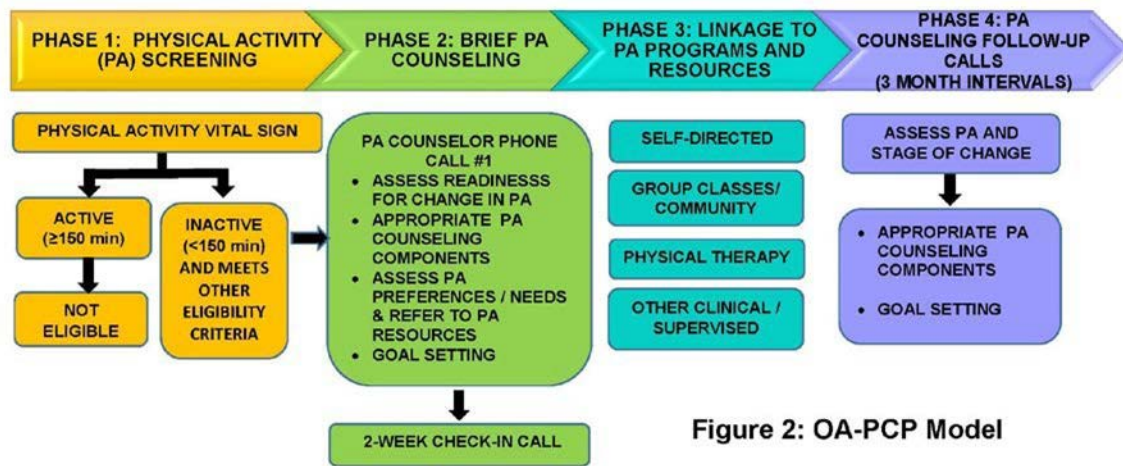 PHASE 1: PHYSICAL ACTIVITY
(PA) SCREENING
PHASE 2: BRIEF PA
COUNSELING
PHASE 3: LINKAGE TO
PA PROGRAMS AND
RESOURCES
PHASE 4: PA
COUNSELING FOLLOW-UP
CALLS
(3 MONTH INTERVALS)
PHYSICAL ACTIVITY VITAL SIGN
ACTIVE
(≥150 min)
NOT
ELIGIBLE
INACTIVE
(<150 min)
AND MEETS
OTHER
ELIGIBILITY
CRITERIA
PA COUNSELOR PHONE
CALL #1
• ASSESS READINESSS
FOR CHANGE IN PA
• APPROPRIATE PA
COUNSELING
COMPONENTS
• ASSESS PA
PREFERENCES / NEEDS
& REFER TO PA
RESOURCES
• GOAL SETTING
2-WEEK CHECK-IN CALL
SELF-DIRECTED
GROUP CLASSES/
COMMUNITY
PHYSICAL THERAPY
OTHER CLINICAL /
SUPERVISED
ASSESS PA AND
STAGE OF CHANGE
• APPROPRIATE PA
COUNSELING
COMPONENTS
• GOAL SETTING
Figure 2: OA-PCP Model